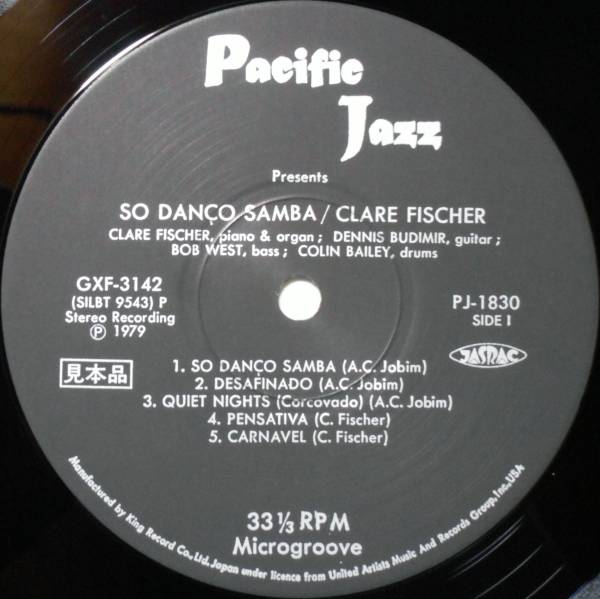 Pacific
Jazz
Presents
SO DANÇO SAMBA / CLARE FISCHER
CLARE FISCHER, piano & organ ; DENNIS BUDIMIR, guitar ;
BOB WEST, bass ; COLIN BAILEY, drums
GXF-3142
(SILBT 9543) P
Stereo Recording
Ⓟ 1979
PJ-1830
SIDE 1
JASRAC
見本品
1. SO DANÇO SAMBA (A.C. Jobim)
2. DESAFINADO (A.C. Jobim)
3. QUIET NIGHTS (Corcovado) (A.C. Jobim)
4. PENSATIVA (C. Fischer)
5. CARNAVEL (C. Fischer)
33 1/3 RPM
Microgroove
Manufactured by King Record Co., Ltd. Japan under licence from United Artists Music And Records Group, Inc, USA